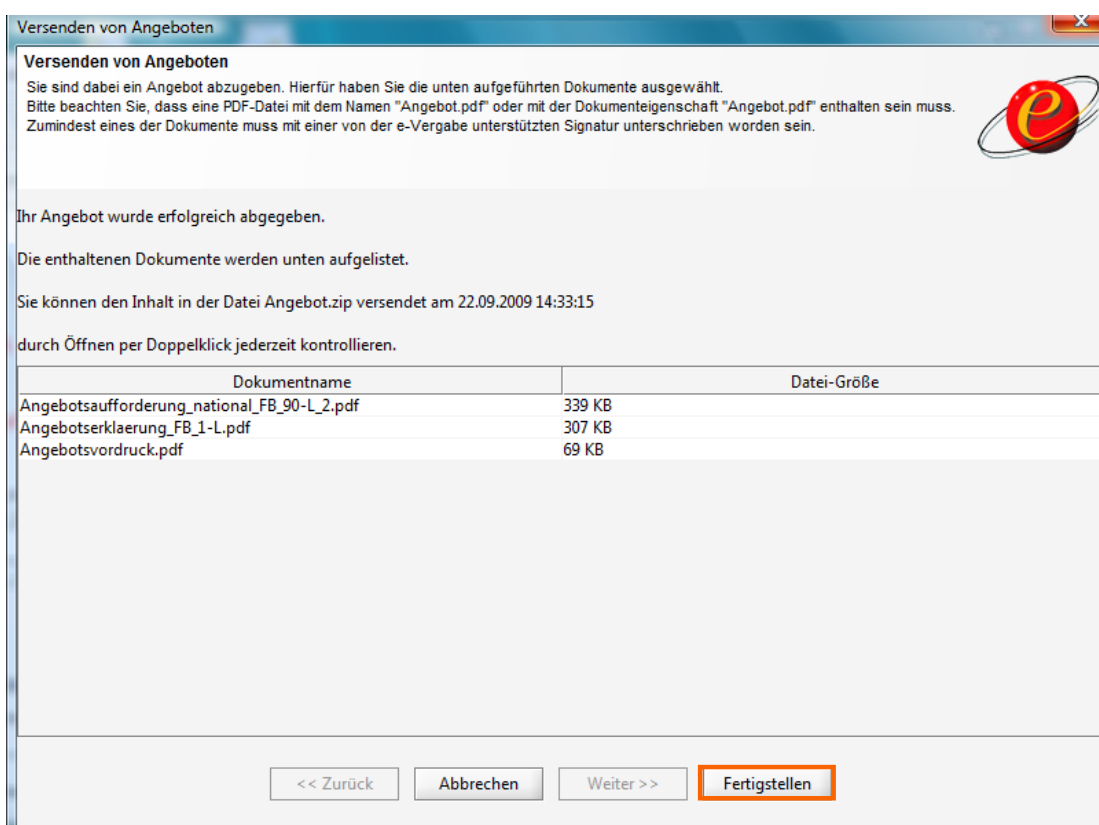 Versenden von Angeboten
Versenden von Angeboten
Sie sind dabei ein Angebot abzugeben. Hierfür haben Sie die unten aufgeführten Dokumente ausgewählt.
Bitte beachten Sie, dass eine PDF-Datei mit dem Namen "Angebot.pdf" oder mit der Dokumenteigenschaft "Angebot.pdf" enthalten sein muss.
Zumindest eines der Dokumente muss mit einer von der e-Vergabe unterstützten Signatur unterschrieben worden sein.
e
Ihr Angebot wurde erfolgreich abgegeben.
Die enthaltenen Dokumente werden unten aufgelistet.
Sie können den Inhalt in der Datei Angebot.zip versendet am 22.09.2009 14:33:15
durch Öffnen per Doppelklick jederzeit kontrollieren.
Dokumentname Datei-Größe
Angebotsaufforderung_national_FB_90-L_2.pdf 339 KB
Angebotserklaerung_FB_1-L.pdf 307 KB
Angebotsvordruck.pdf 69 KB
<< Zurück Abbrechen Weiter >> Fertigstellen